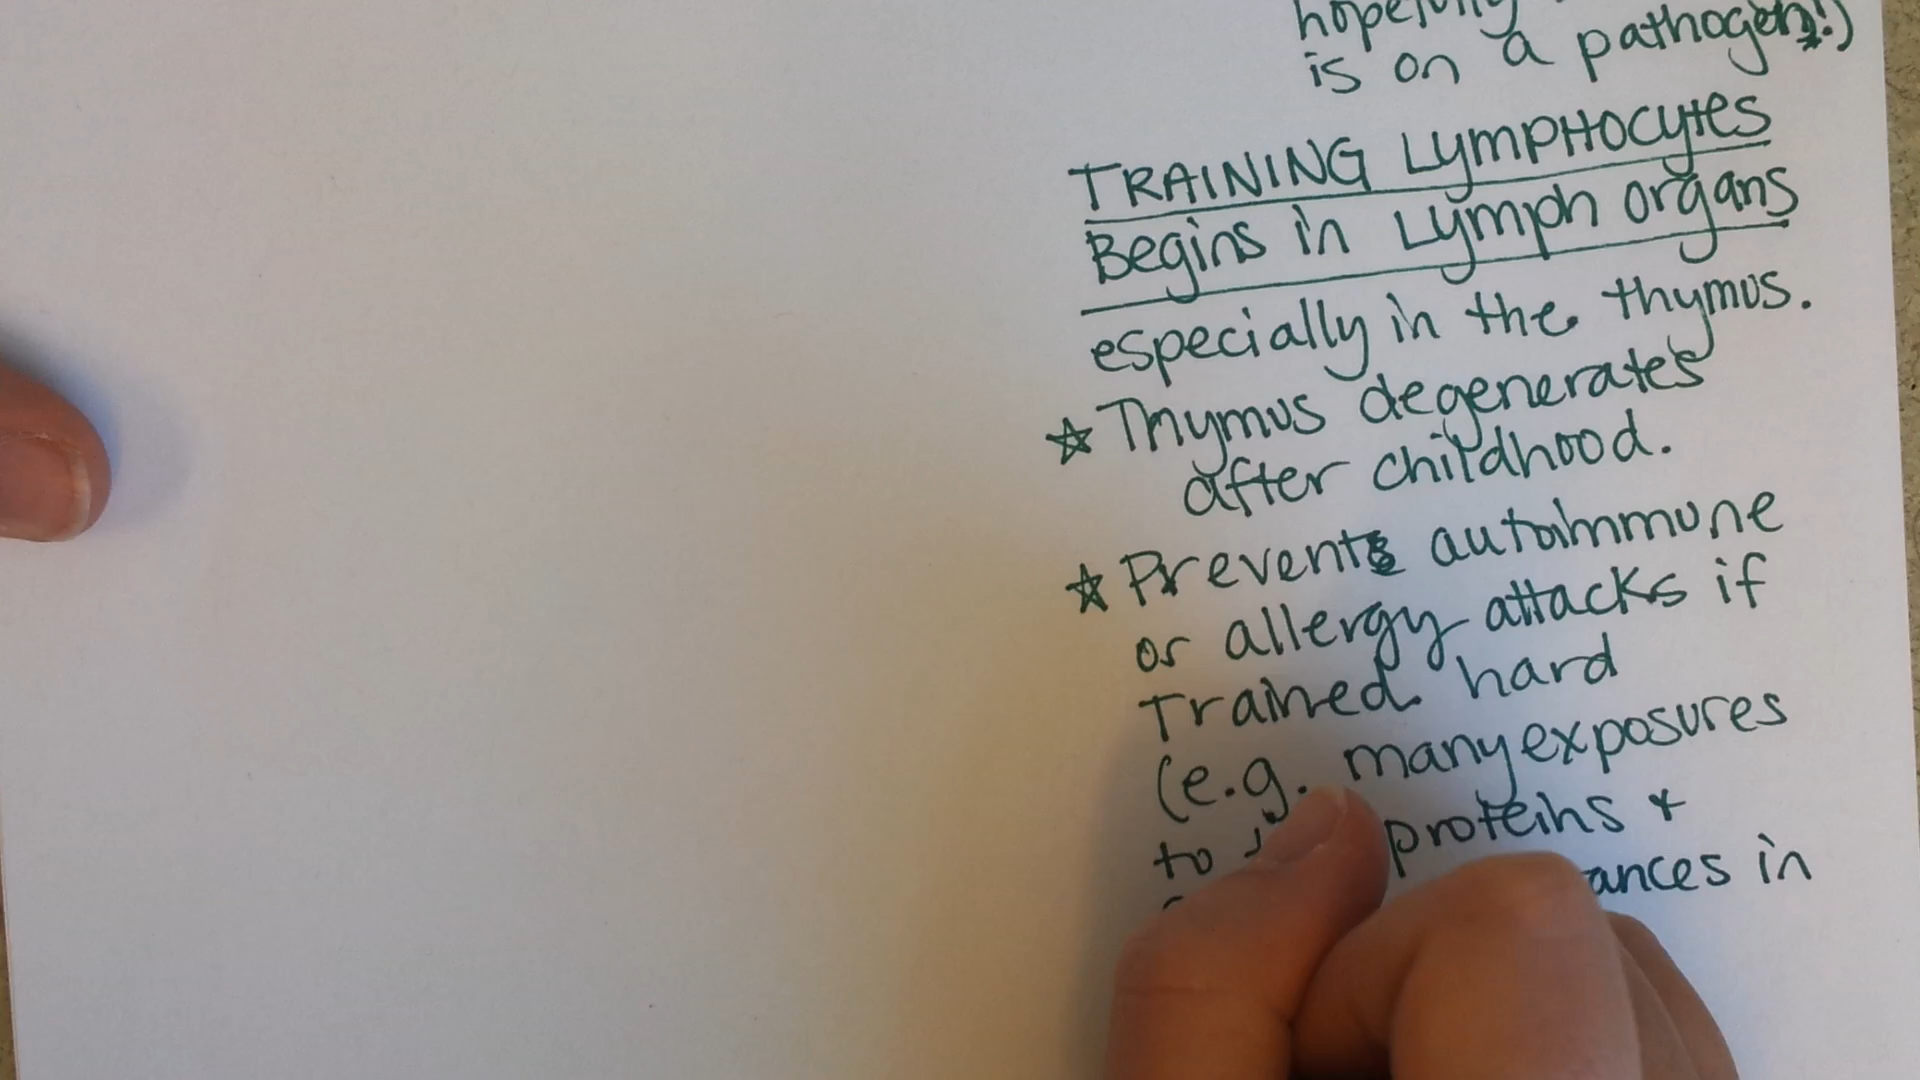 is on a pathogen!)
TRAINING Lymphocytes
Begins in Lymph organs
especially in the thymus.
☆ Thymus degenerates
after childhood.
☆ Prevents autoimmune
or allergy attacks if
Trained hard
(e.g. many exposures
to proteins +
in